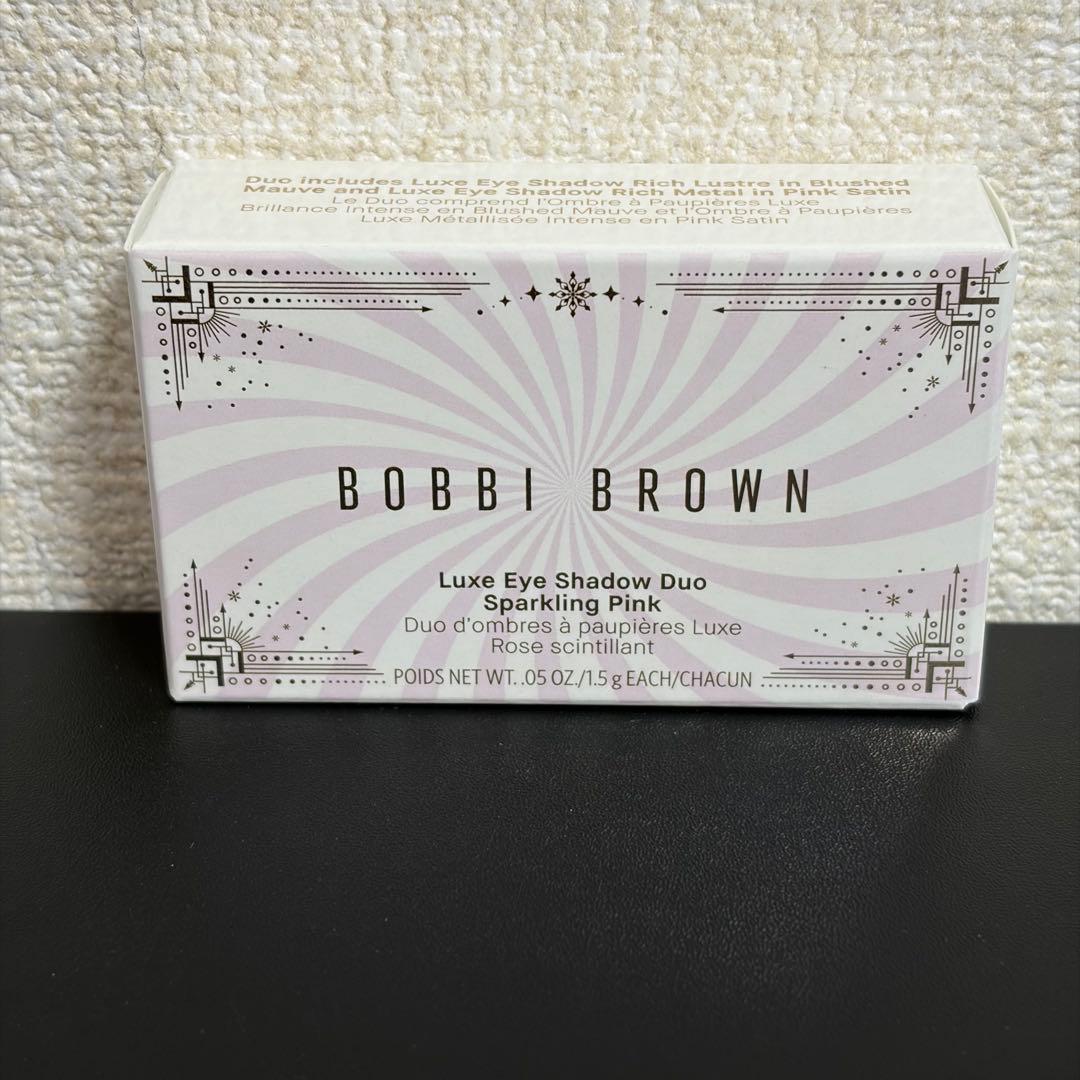 Duo includes Luxe Eye Shadow Rich Lustre in Blushed
Mauve and Luxe Eye Shadow Rich Metal in Pink Satin
Le Duo comprend l'Ombre à Paupières Luxe
Brillance Intense en Blushed Mauve et l'Ombre à Paupières
Luxe Métallisée Intense en Pink Satin
BOBBI BROWN
Luxe Eye Shadow Duo
Sparkling Pink
Duo d'ombres à paupières Luxe
Rose scintillant
POIDS NET WT. .05 OZ./1.5 g EACH/CHACUN